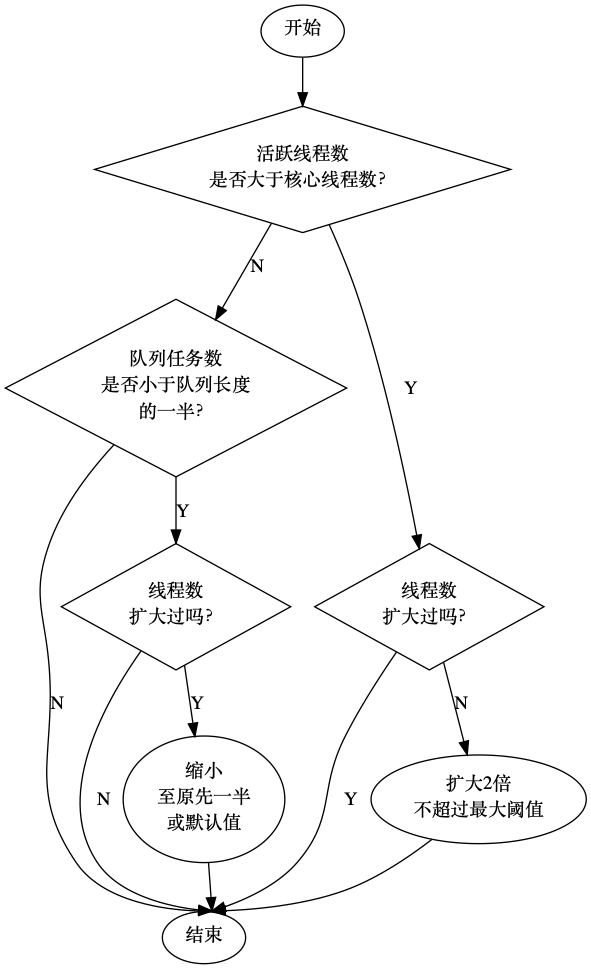 开始
活跃线程数
是否大于核心线程数?
N
队列任务数
是否小于队列长度
的一半?
Y
Y
线程数
扩大过吗?
线程数
扩大过吗?
N
Y
N
缩小
至原先一半
或默认值
扩大2倍
不超过最大阈值
N
Y
结束